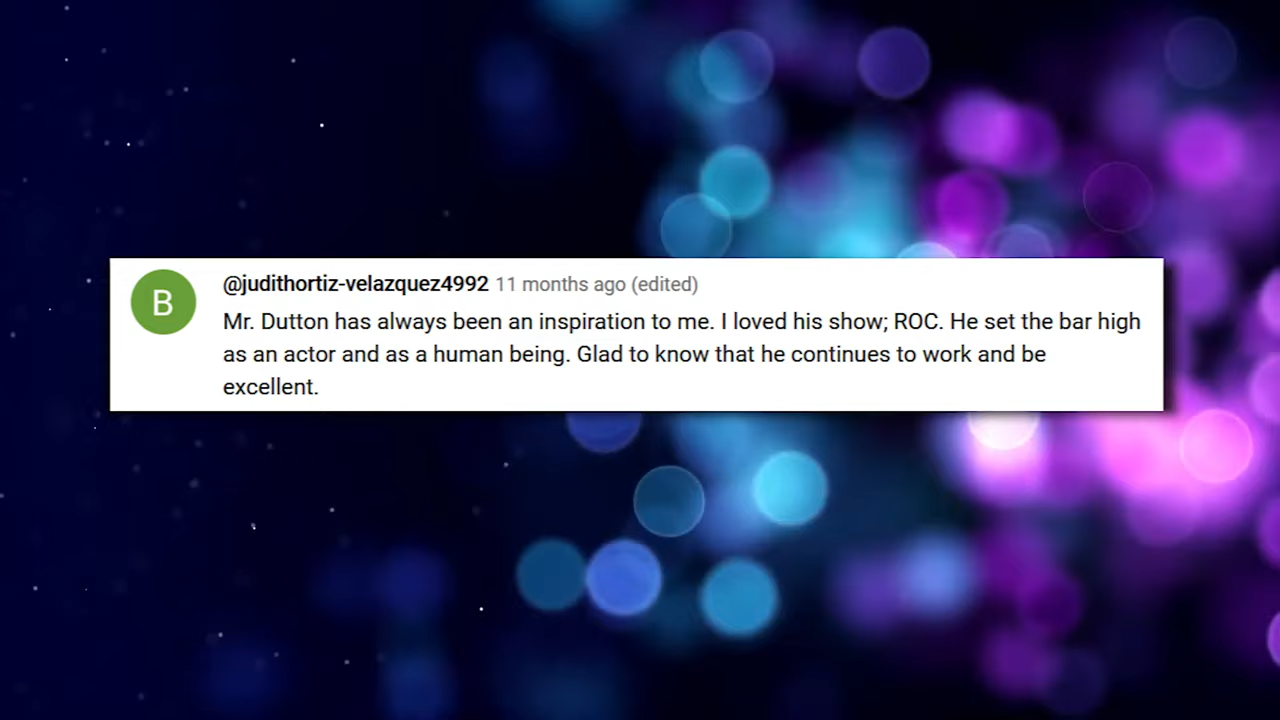 B
@judithortiz-velazquez4992 11 months ago (edited)
Mr. Dutton has always been an inspiration to me. I loved his show; ROC. He set the bar high
as an actor and as a human being. Glad to know that he continues to work and be
excellent.